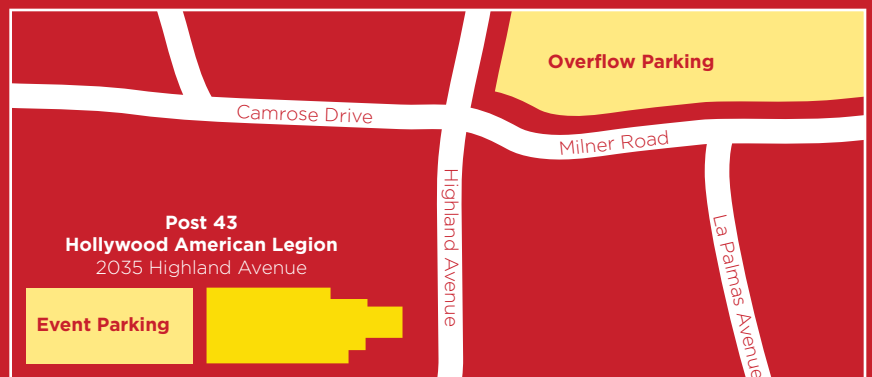 Overflow Parking
Camrose Drive
Milner Road
Highland Avenue
La Palmas Avenue
Post 43
Hollywood American Legion
2035 Highland Avenue
Event Parking